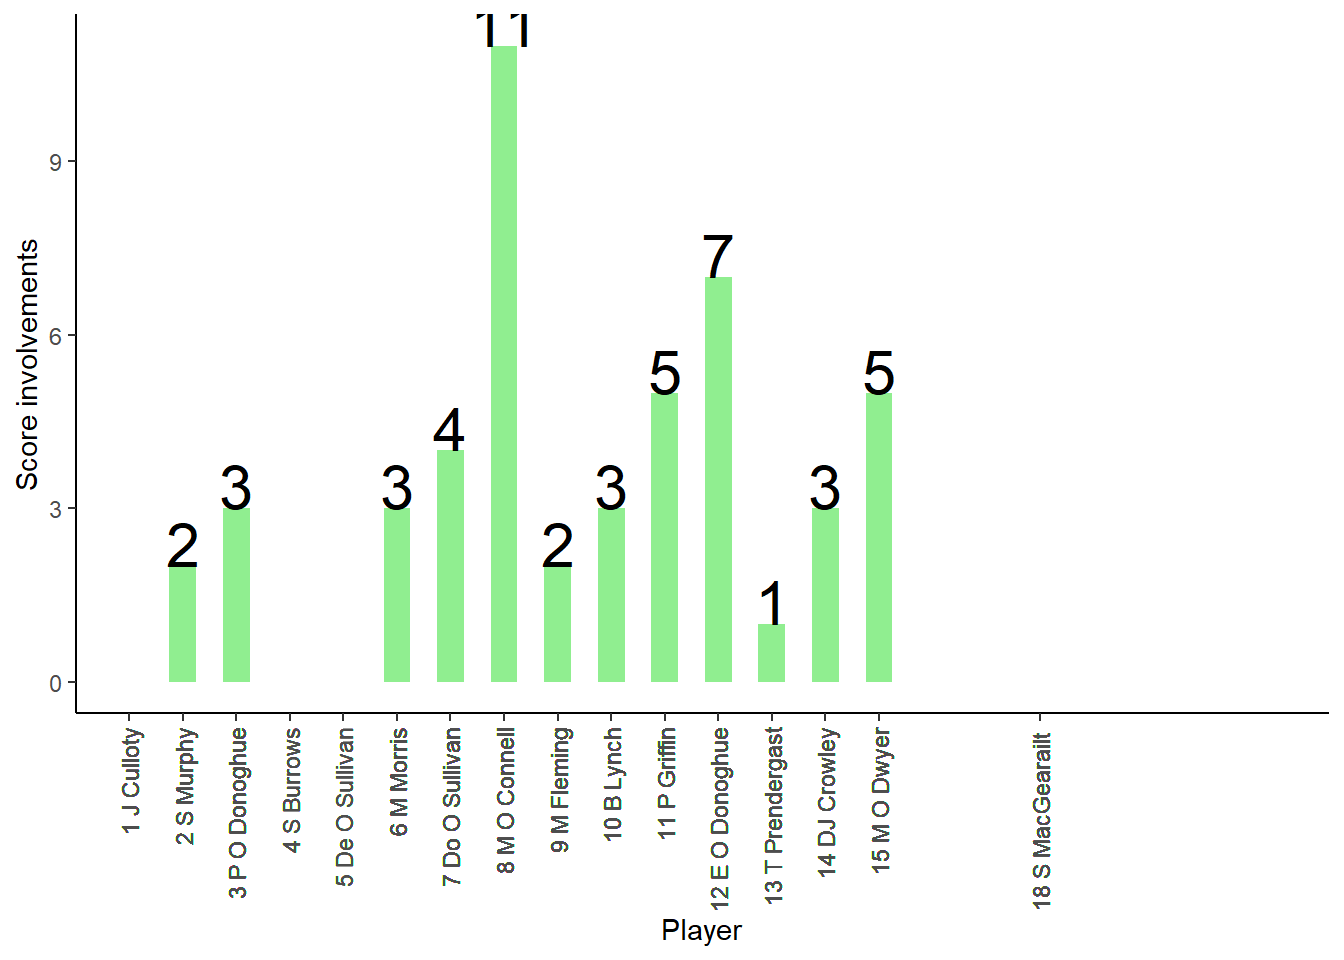 11
9
7
Score involvements
6
5
5
4
3
3
3
3
3
2
2
1
0
1 J Culloty
2 S Murphy
3 P O Donoghue
4 S Burrows
5 De O Sullivan
6 M Morris
7 Do O Sullivan
8 M O Connell
9 M Fleming
10 B Lynch
11 P Griffin
12 E O Donoghue
13 T Prendergast
14 DJ Crowley
15 M O Dwyer
18 S MacGearailt
Player